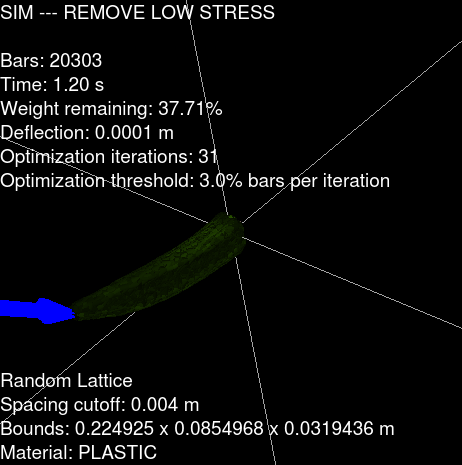 SIM --- REMOVE LOW STRESS
Bars: 20303
Time: 1.20 s
Weight remaining: 37.71%
Deflection: 0.0001 m
Optimization iterations: 31
Optimization threshold: 3.0% bars per iteration
Random Lattice
Spacing cutoff: 0.004 m
Bounds: 0.224925 x 0.0854968 x 0.0319436 m
Material: PLASTIC